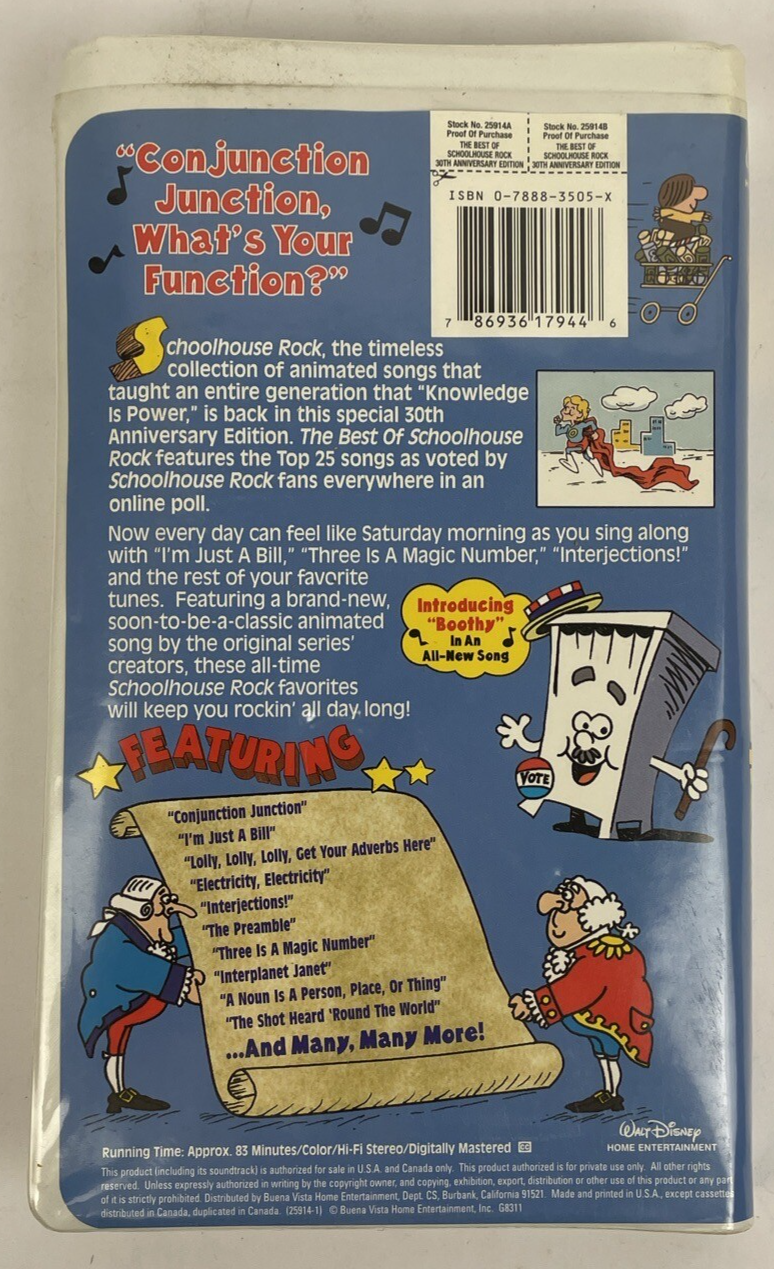 "Conjunction
Junction,
What's Your
Function?"
Stock No. 25914A
Proof Of Purchase
THE BEST OF
SCHOOLHOUSE ROCK
30TH ANNIVERSARY EDITION
Stock No. 25914B
Proof Of Purchase
THE BEST OF
SCHOOLHOUSE ROCK
30TH ANNIVERSARY EDITION
ISBN 0-7888-3505-X
7 86936 17944 6
Schoolhouse Rock, the timeless
collection of animated songs that
taught an entire generation that "Knowledge
Is Power," is back in this special 30th
Anniversary Edition. The Best Of Schoolhouse
Rock features the Top 25 songs as voted by
Schoolhouse Rock fans everywhere in an
online poll.
Now every day can feel like Saturday morning as you sing along
with "I'm Just A Bill," "Three Is A Magic Number," "Interjections!"
and the rest of your favorite
tunes. Featuring a brand-new,
soon-to-be-a-classic animated
song by the original series'
creators, these all-time
Schoolhouse Rock favorites
will keep you rockin' all day long!
Introducing
"Boothy"
In An
All-New Song
VOTE
FEATURING
"Conjunction Junction"
"I'm Just A Bill"
"Lolly, Lolly, Lolly, Get Your Adverbs Here"
"Electricity, Electricity"
"Interjections!"
"The Preamble"
"Three Is A Magic Number"
"Interplanet Janet"
"A Noun Is A Person, Place, Or Thing"
"The Shot Heard 'Round The World"
...And Many, Many More!
Walt Disney
HOME ENTERTAINMENT
Running Time: Approx. 83 Minutes/Color/Hi-Fi Stereo/Digitally Mastered CC
This product (including its soundtrack) is authorized for sale in U.S.A. and Canada only. This product authorized for private use only. All other rights
reserved. Unless expressly authorized in writing by the copyright owner, and copying, exhibition, export, distribution or other use of this product or any part
of it is strictly prohibited. Distributed by Buena Vista Home Entertainment, Dept. CS, Burbank, California 91521. Made and printed in U.S.A., except cassettes
distributed in Canada, duplicated in Canada. (25914-1) © Buena Vista Home Entertainment, Inc. G8311